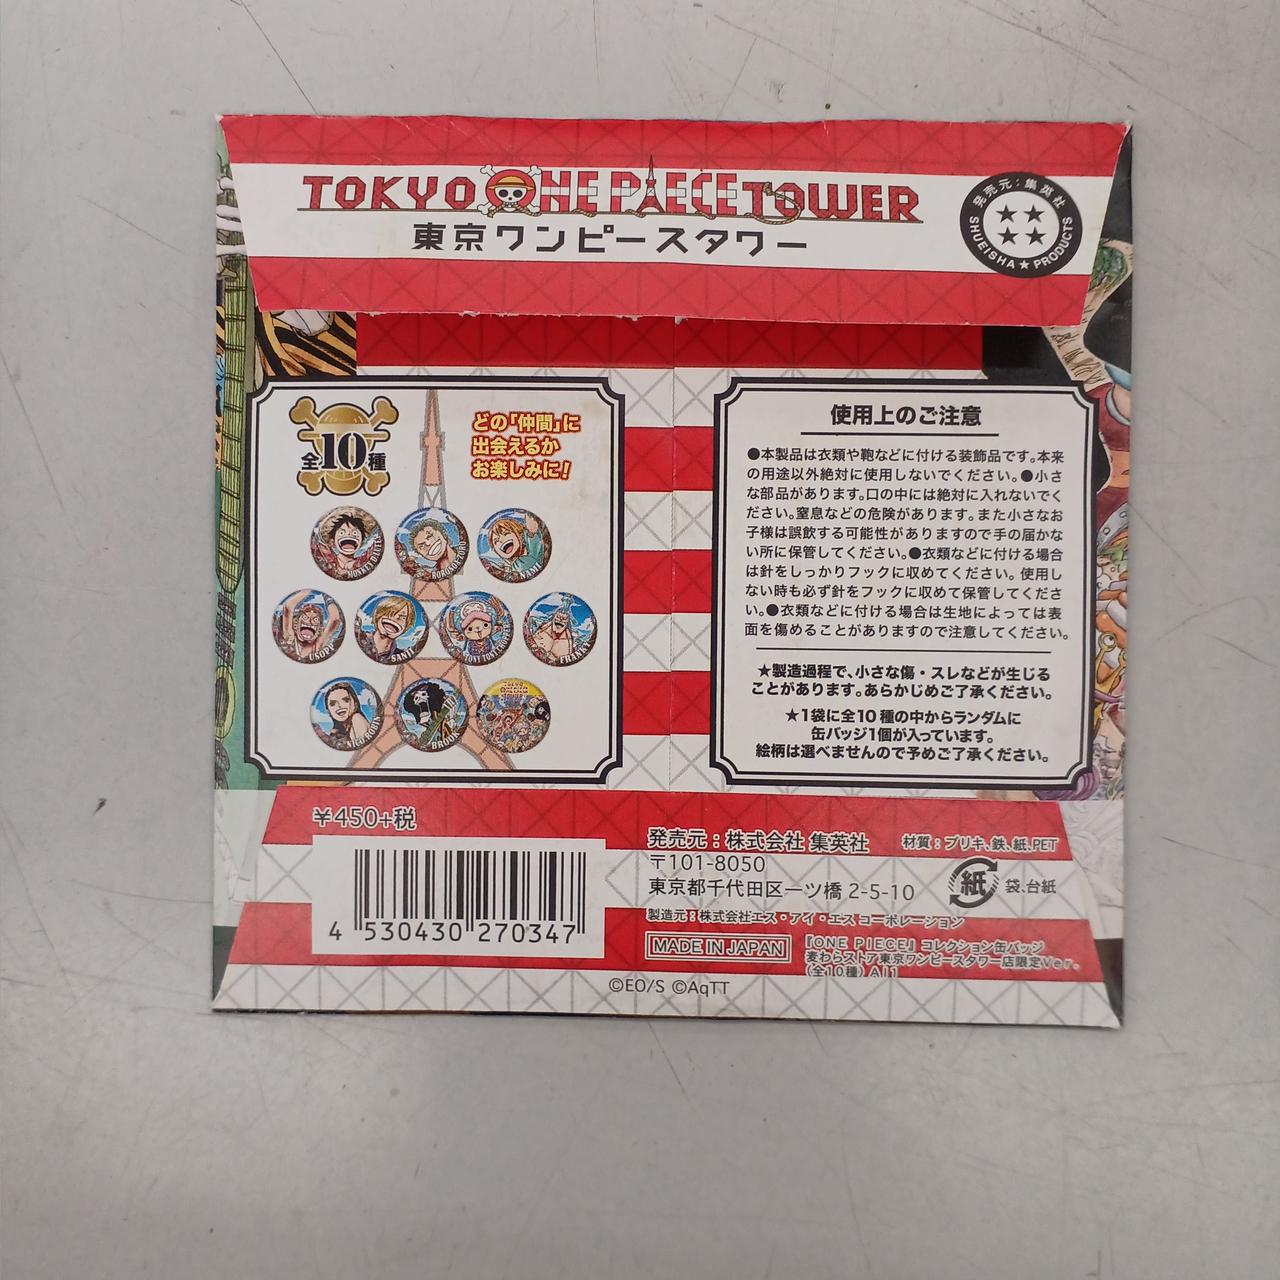 TOKYO ONE PIECE TOWER
東京ワンピースタワー
発売元：集英社
SHUEISHA★PRODUCTS
全10種
どの「仲間」に
出会えるか
お楽しみに！
MONKEY.D.LUFFY
RORONOA ZORO
NAMI
USOPP
SANJI
TONY TONY CHOPPER
FRANKY
NICO ROBIN
BROOK
TOKYO
ONE PIECE
TOWER
使用上のご注意
●本製品は衣類や鞄などに付ける装飾品です。本来
の用途以外絶対に使用しないでください。●小さ
な部品があります。口の中には絶対に入れないでく
ださい。窒息などの危険があります。また小さなお
子様は誤飲する可能性がありますので手の届かな
い所に保管してください。●衣類などに付ける場合
は針をしっかりフックに収めてください。使用し
ない時も必ず針をフックに収めて保管してくださ
い。●衣類などに付ける場合は生地によっては表
面を傷めることがありますので注意してください。
★製造過程で、小さな傷・スレなどが生じる
ことがあります。あらかじめご了承ください。
★1袋に全10種の中からランダムに
缶バッジ1個が入っています。
絵柄は選べませんので予めご了承ください。
¥450+税
4 530430 270347
発売元：株式会社 集英社
材質：ブリキ、鉄、紙、PET
〒101-8050
東京都千代田区一ツ橋 2-5-10
紙 袋、台紙
製造元：株式会社エス・アイ・エス コーポレーション
MADE IN JAPAN
『ONE PIECE』コレクション缶バッジ
麦わらストア東京ワンピースタワー店限定Ver.
(全10種) All
©EO/S ©AqTT